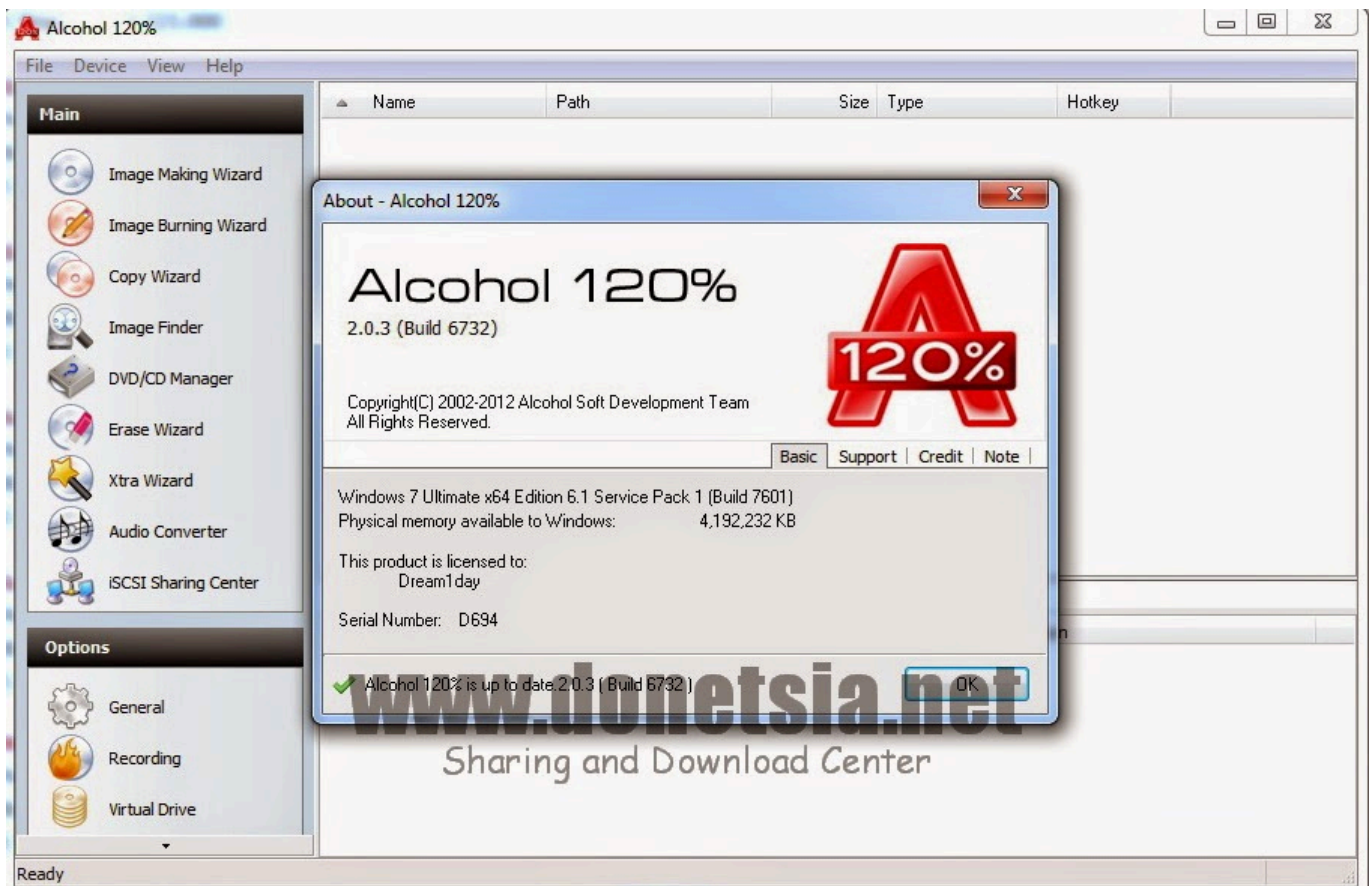 Alcohol 120%
File Device View Help
Main
Image Making Wizard
Image Burning Wizard
Copy Wizard
Image Finder
DVD/CD Manager
Erase Wizard
Xtra Wizard
Audio Converter
iSCSI Sharing Center
Options
General
Recording
Virtual Drive
Name Path Size Type Hotkey
About - Alcohol 120%
Alcohol 120%
2.0.3 (Build 6732)
120%
Copyright(C) 2002-2012 Alcohol Soft Development Team
All Rights Reserved.
Basic Support Credit Note
Windows 7 Ultimate x64 Edition 6.1 Service Pack 1 (Build 7601)
Physical memory available to Windows: 4,192,232 KB
This product is licensed to:
Dream1day
Serial Number: D694
Alcohol 120% is up to date.2.0.3 ( Build 6732 )
OK
www.donetsia.net
Sharing and Download Center
Ready